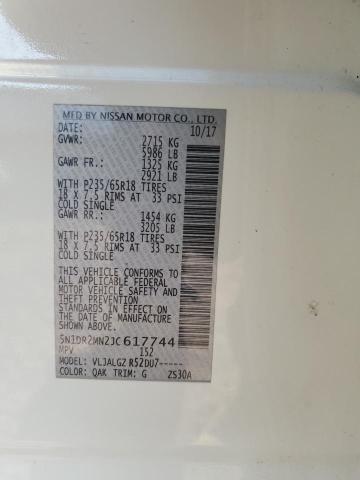 MFD BY NISSAN MOTOR CO., LTD.
DATE: 10/17
GVWR: 2715 KG
5986 LB
GAWR FR.: 1325 KG
2921 LB
WITH P235/65R18 TIRES
18 X 7.5 RIMS AT 33 PSI
COLD SINGLE
GAWR RR.: 1454 KG
3205 LB
WITH P235/65R18 TIRES
18 X 7.5 RIMS AT 33 PSI
COLD SINGLE
THIS VEHICLE CONFORMS TO
ALL APPLICABLE FEDERAL
MOTOR VEHICLE SAFETY AND
THEFT PREVENTION
STANDARDS IN EFFECT ON
THE DATE OF MANUFACTURE
SHOWN ABOVE.
5N1DR2MN2JC617744
MPV 152
MODEL: VLJALGZ R52DU7-----
COLOR: QAK TRIM: G ZS30A